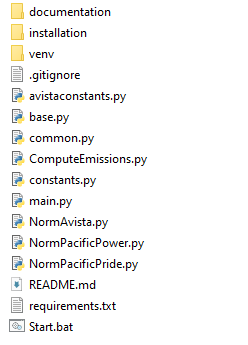 documentation
installation
venv
.gitignore
avistaconstants.py
base.py
common.py
ComputeEmissions.py
constants.py
main.py
NormAvista.py
NormPacificPower.py
NormPacificPride.py
README.md
requirements.txt
Start.bat